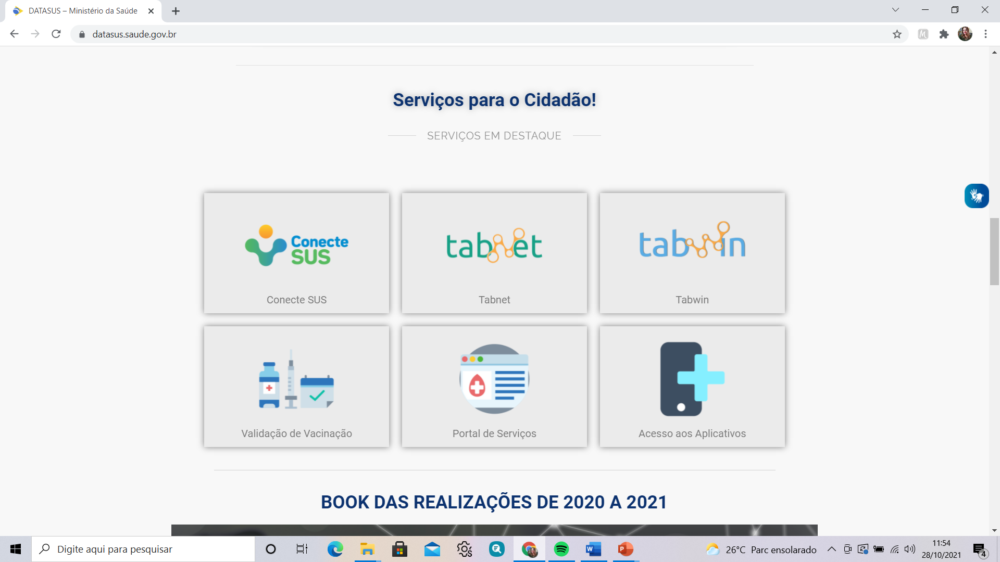 DATASUS – Ministério da Saúde
datasus.saude.gov.br
Serviços para o Cidadão!
SERVIÇOS EM DESTAQUE
Conecte
SUS
tabnet
tabwin
Conecte SUS
Tabnet
Tabwin
Validação de Vacinação
Portal de Serviços
Acesso aos Aplicativos
BOOK DAS REALIZAÇÕES DE 2020 A 2021
Digite aqui para pesquisar
26°C Parc ensolarado
11:54
28/10/2021
4